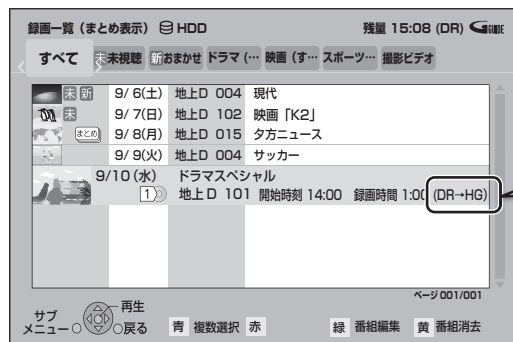 録画一覧（まとめ表示） HDD 残量 15:08 (DR) GGUIDE
すべて 未 未視聴 新 おまかせ ドラマ (… 映画 (す… スポーツ… 撮影ビデオ
未 新 9/ 6(土) 地上D 004 現代
未 9/ 7(日) 地上D 102 映画「K2」
まとめ 9/ 8(月) 地上D 015 夕方ニュース
9/ 9(火) 地上D 004 サッカー
9/10(水) ドラマスペシャル
1 地上D 101 開始時刻 14:00 録画時間 1:00 (DR→HG)
ページ 001/001
サブ メニュー 再生 戻る 青 複数選択 赤 緑 番組編集 黄 番組消去